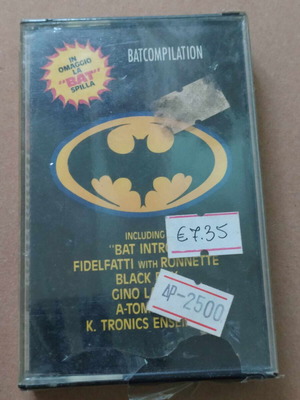 IN
OMAGGIO
LA
"BAT"
SPILLA
BATCOMPILATION
INCLUDING
"BAT INTRO
€7.35
FIDELFATTI WITH RONNETTE
BLACK
GINO
AP-2500
A-TOM
K. TRONICS